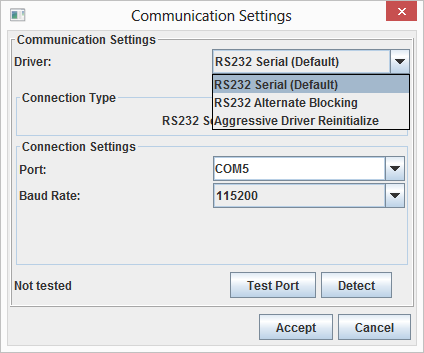 Communication Settings
Communication Settings
Driver:
RS232 Serial (Default)
RS232 Serial (Default)
RS232 Alternate Blocking
Aggressive Driver Reinitialize
Connection Type
RS232 Se
Connection Settings
Port:
COM5
Baud Rate:
115200
Not tested
Test Port
Detect
Accept
Cancel